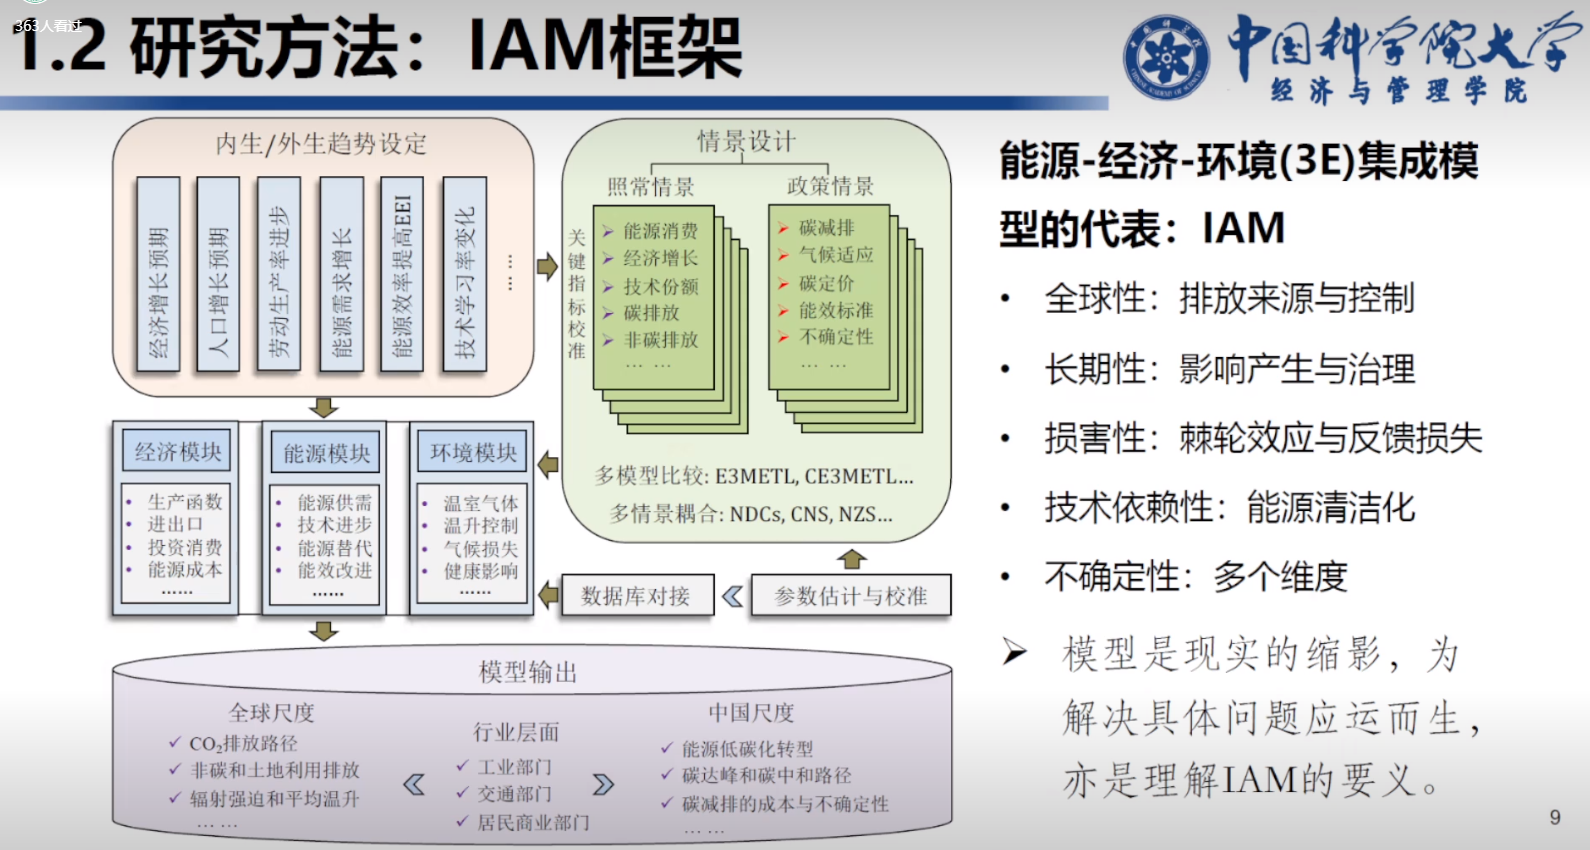 363人看过
1.2 研究方法：IAM框架
中国科学院大学
经济与管理学院
内生/外生趋势设定
经济增长预期
人口增长预期
劳动生产率进步
能源需求增长
能源效率提高EEI
技术学习率变化
……
关键指标校准
情景设计
照常情景
能源消费
经济增长
技术份额
碳排放
非碳排放
… …
政策情景
碳减排
气候适应
碳定价
能效标准
不确定性
… …
多模型比较: E3METL, CE3METL…
多情景耦合: NDCs, CNS, NZS…
经济模块
• 生产函数
• 进出口
• 投资消费
• 能源成本
……
能源模块
• 能源供需
• 技术进步
• 能源替代
• 能效改进
……
环境模块
• 温室气体
• 温升控制
• 气候损失
• 健康影响
……
数据库对接
参数估计与校准
模型输出
全球尺度
✓ CO₂排放路径
✓ 非碳和土地利用排放
✓ 辐射强迫和平均温升
… …
行业层面
✓ 工业部门
✓ 交通部门
✓ 居民商业部门
中国尺度
✓ 能源低碳化转型
✓ 碳达峰和碳中和路径
✓ 碳减排的成本与不确定性
… …
能源-经济-环境(3E)集成模
型的代表：IAM
• 全球性：排放来源与控制
• 长期性：影响产生与治理
• 损害性：棘轮效应与反馈损失
• 技术依赖性：能源清洁化
• 不确定性：多个维度
模型是现实的缩影，为
解决具体问题应运而生，
亦是理解IAM的要义。
9